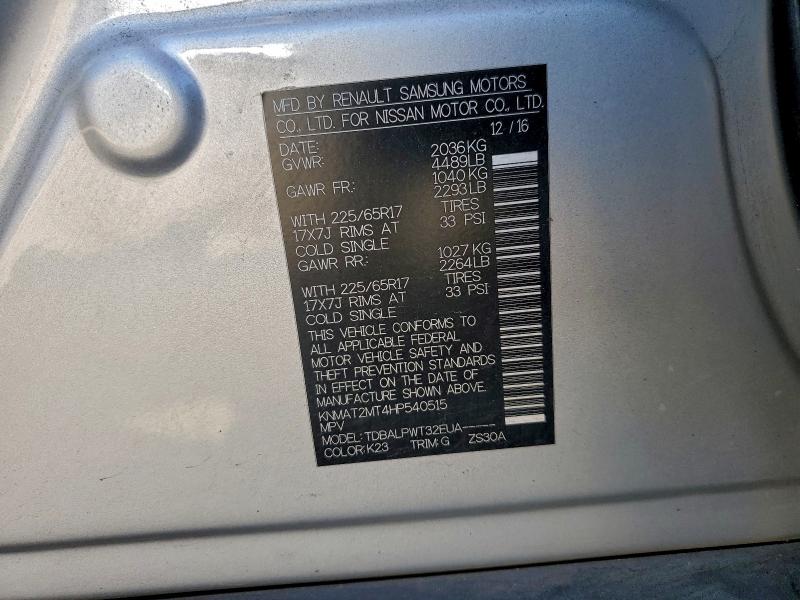 MFD BY RENAULT SAMSUNG MOTORS
CO., LTD. FOR NISSAN MOTOR CO., LTD.
DATE: 12 / 16
GVWR: 2036KG
4489LB
GAWR FR: 1040 KG
2293LB
WITH 225/65R17 TIRES
17X7J RIMS AT 33 PSI
COLD SINGLE
GAWR RR: 1027 KG
2264LB
WITH 225/65R17 TIRES
17X7J RIMS AT 33 PSI
COLD SINGLE
THIS VEHICLE CONFORMS TO
ALL APPLICABLE FEDERAL
MOTOR VEHICLE SAFETY AND
THEFT PREVENTION STANDARDS
IN EFFECT ON THE DATE OF
MANUFACTURE SHOWN ABOVE.
KNMAT2MT4HP540515
MPV
MODEL: TDBALPWT32EUA-----
COLOR: K23 TRIM: G ZS30A